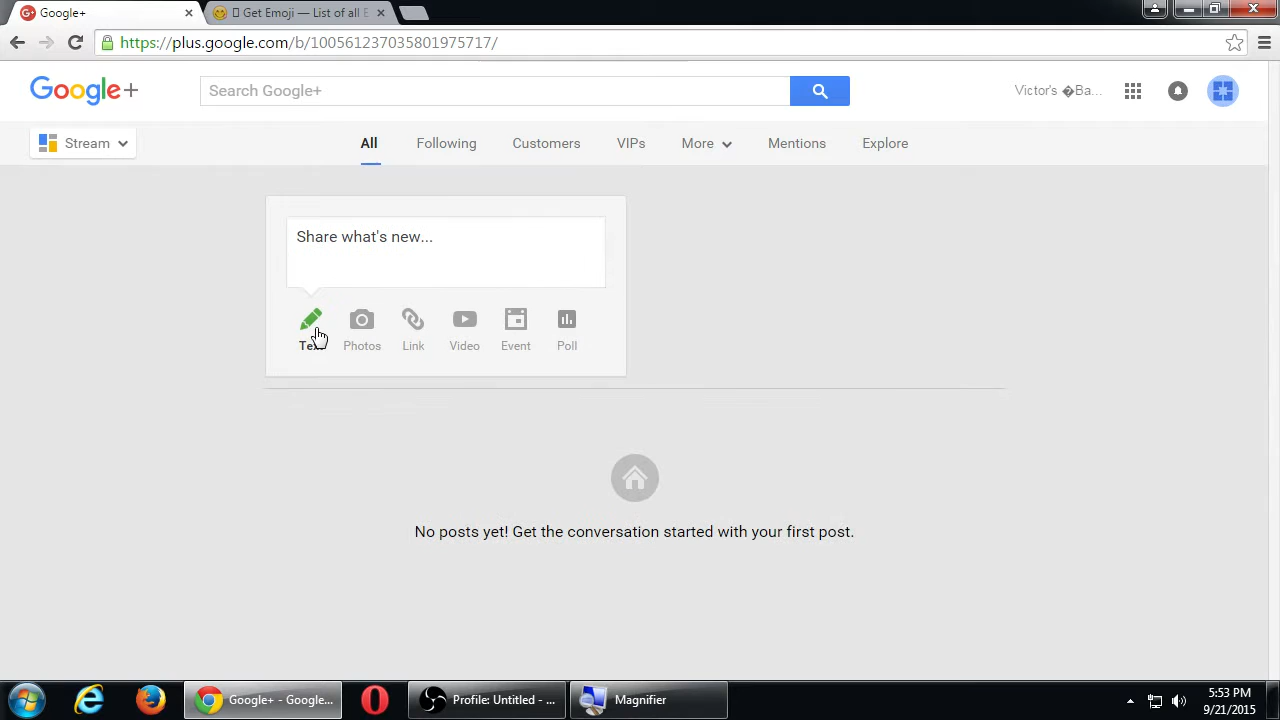 Google+
Get Emoji — List of all E
https://plus.google.com/b/100561237035801975717/
Google+
Search Google+
Victor's �Ba...
Stream
All
Following
Customers
VIPs
More
Mentions
Explore
Share what's new...
Text
Photos
Link
Video
Event
Poll
No posts yet! Get the conversation started with your first post.
Google+ - Google...
Profile: Untitled - ...
Magnifier
5:53 PM
9/21/2015